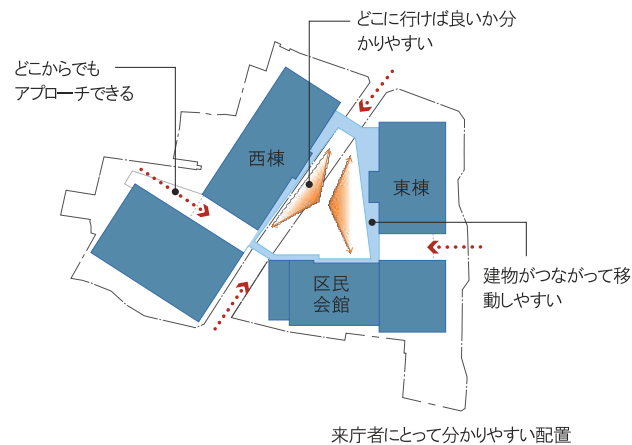 どこに行けば良いか分
かりやすい
どこからでも
アプローチできる
西棟
東棟
区民
会館
建物がつながって移
動しやすい
来庁者にとって分かりやすい配置